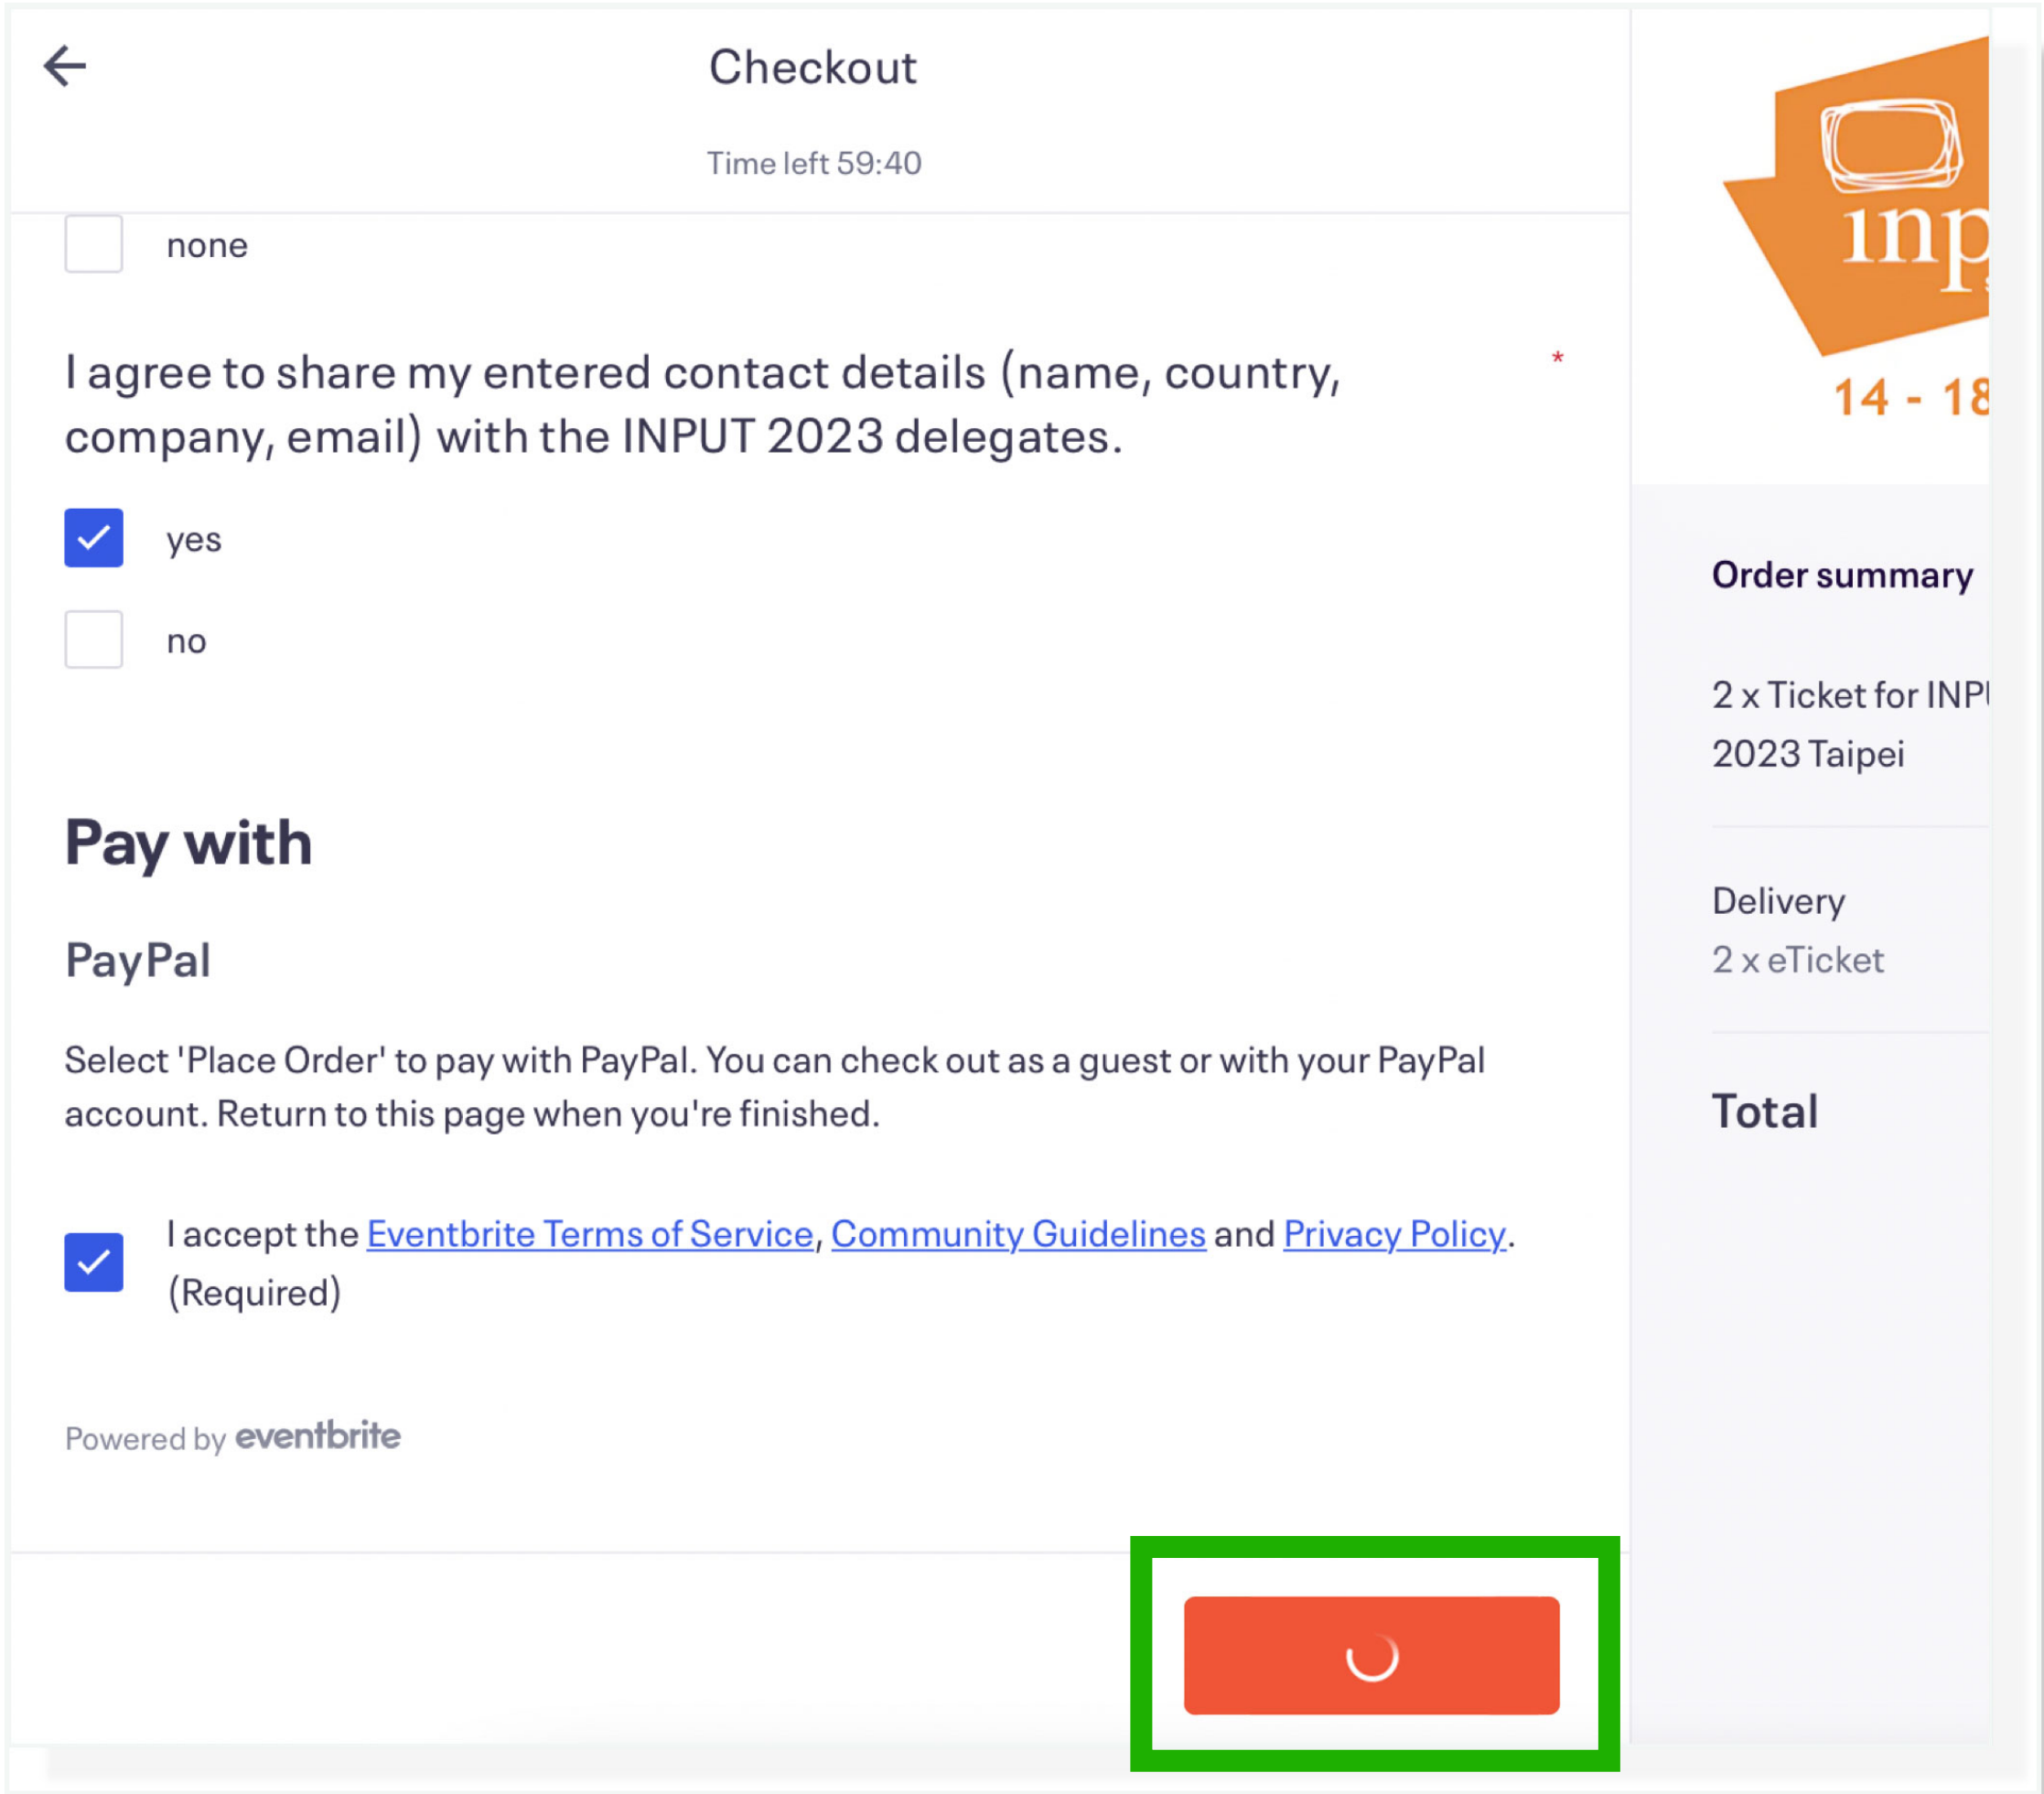 Checkout
Time left 59:40
none
I agree to share my entered contact details (name, country,
company, email) with the INPUT 2023 delegates.
*
yes
no
Pay with
PayPal
Select 'Place Order' to pay with PayPal. You can check out as a guest or with your PayPal
account. Return to this page when you're finished.
I accept the Eventbrite Terms of Service, Community Guidelines and Privacy Policy.
(Required)
Powered by eventbrite
inp
14 - 18
Order summary
2 x Ticket for INPU
2023 Taipei
Delivery
2 x eTicket
Total